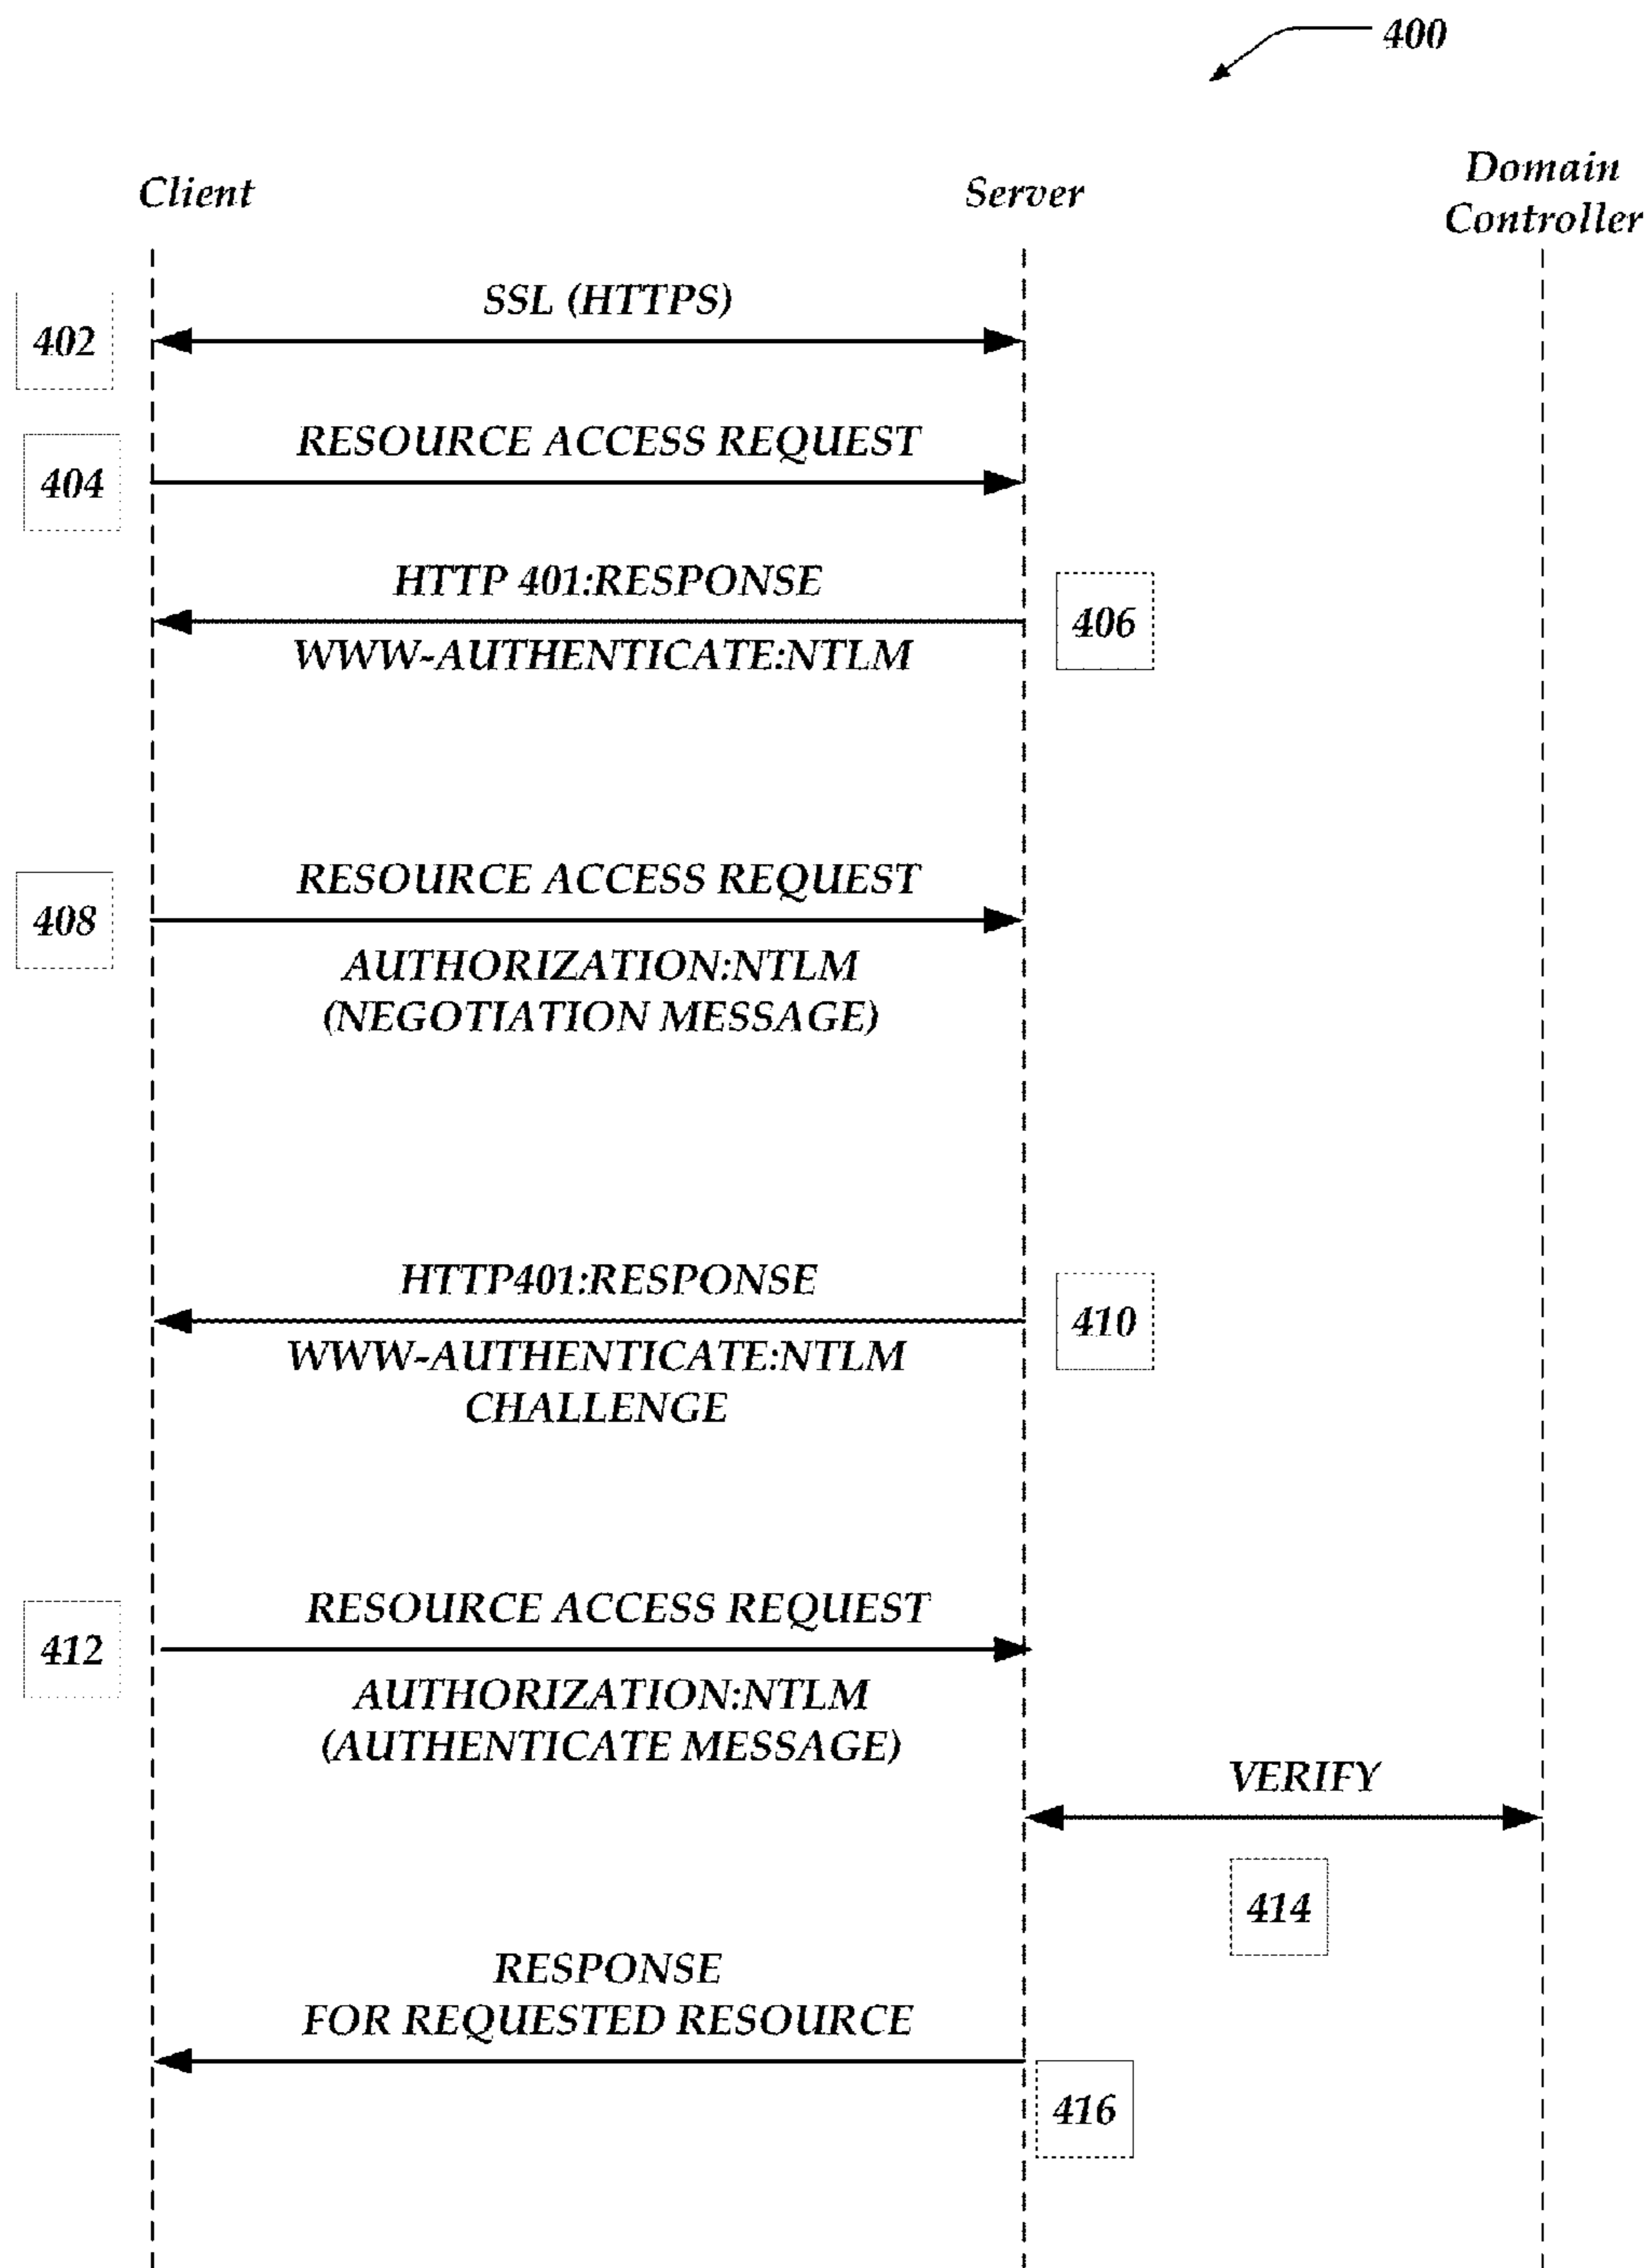 400
Client
Server
Domain
Controller
SSL (HTTPS)
402
RESOURCE ACCESS REQUEST
404
HTTP 401:RESPONSE
406
WWW-AUTHENTICATE:NTLM
RESOURCE ACCESS REQUEST
408
AUTHORIZATION:NTLM
(NEGOTIATION MESSAGE)
HTTP401:RESPONSE
410
WWW-AUTHENTICATE:NTLM
CHALLENGE
RESOURCE ACCESS REQUEST
412
AUTHORIZATION:NTLM
(AUTHENTICATE MESSAGE)
VERIFY
414
RESPONSE
FOR REQUESTED RESOURCE
416